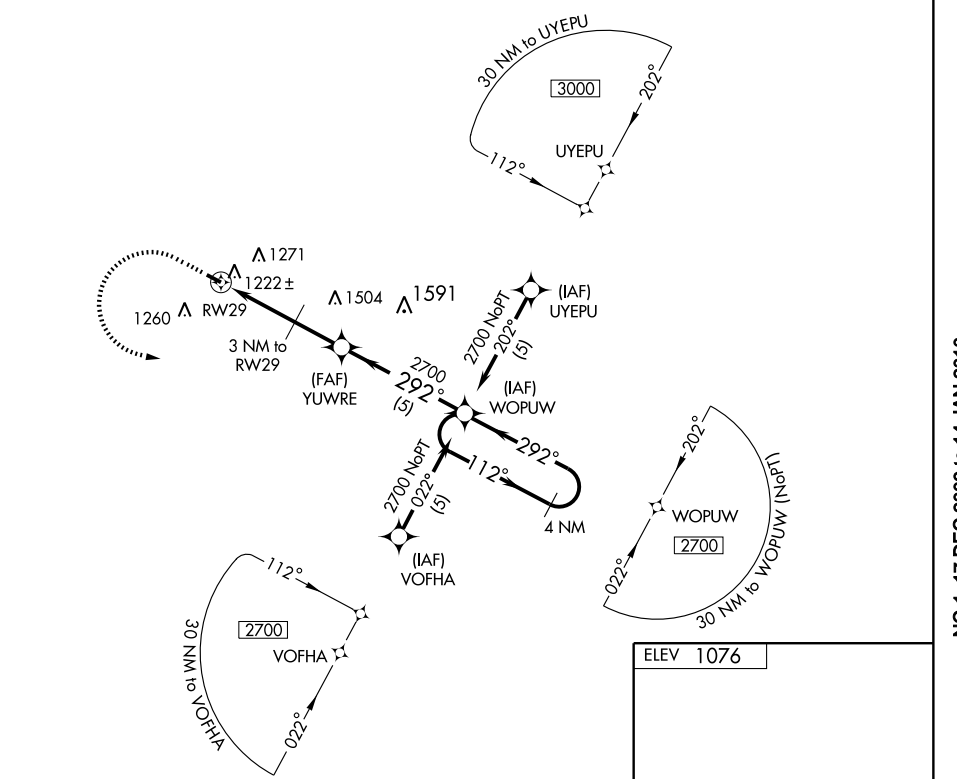 30 NM to UYEPU
3000
202°
UYEPU
112°
1271
1222 ±
1260
RW29
1504
1591
3 NM to
RW29
(FAF)
YUWRE
2700
292°
(5)
(IAF)
UYEPU
2700 NoPT
202°
(5)
(IAF)
WOPUW
292°
112°
4 NM
2700 NoPT
022°
(5)
(IAF)
VOFHA
202°
WOPUW
2700
022°
30 NM to WOPUW (NoPT)
112°
2700
VOFHA
30 NM to VOFHA
022°
ELEV 1076